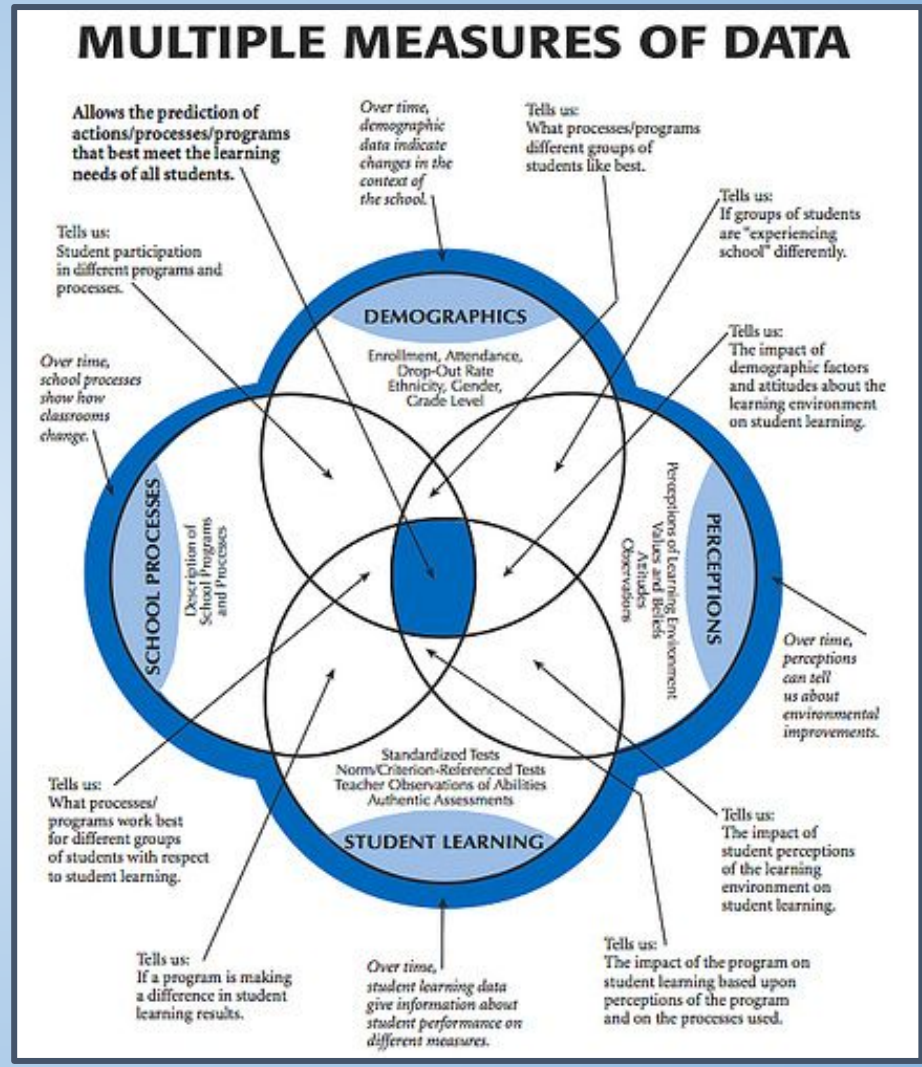 MULTIPLE MEASURES OF DATA
Allows the prediction of
actions/processes/programs
that best meet the learning
needs of all students.
Over time,
demographic
data indicate
changes in the
context of
the school.
Tells us:
What processes/programs
different groups of
students like best.
Tells us:
If groups of students
are "experiencing
school" differently.
Tells us:
Student participation
in different programs and
processes.
Tells us:
The impact of
demographic factors
and attitudes about the
learning environment
on student learning.
Over time,
school processes
show how
classrooms
change.
DEMOGRAPHICS
Enrollment, Attendance,
Drop-Out Rate
Ethnicity, Gender,
Grade Level
SCHOOL PROCESSES
Description of
School Programs
and Processes
PERCEPTIONS
Perceptions of Learning Environment
Values and Beliefs
Attitudes
Observations
Over time,
perceptions
can tell
us about
environmental
improvements.
Standardized Tests
Norm/Criterion-Referenced Tests
Teacher Observations of Abilities
Authentic Assessments
STUDENT LEARNING
Tells us:
What processes/
programs work best
for different groups
of students with respect
to student learning.
Tells us:
The impact of
student perceptions
of the learning
environment on
student learning.
Tells us:
If a program is making
a difference in student
learning results.
Over time,
student learning data
give information about
student performance on
different measures.
Tells us:
The impact of the program on
student learning based upon
perceptions of the program
and on the processes used.